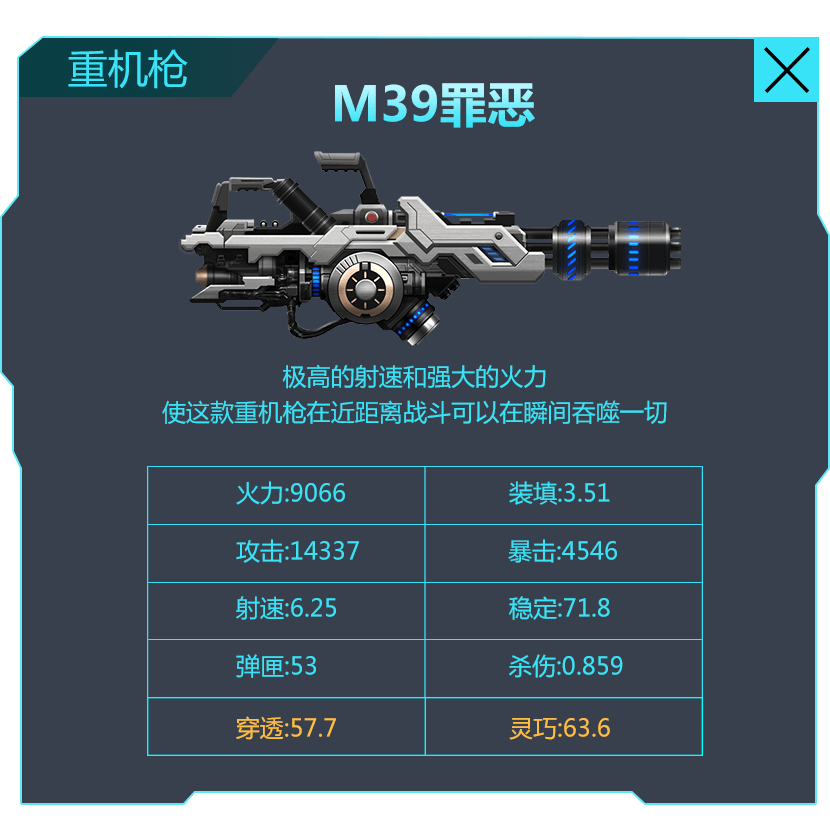 重机枪
M39罪恶
极高的射速和强大的火力
使这款重机枪在近距离战斗可以在瞬间吞噬一切
火力:9066
装填:3.51
攻击:14337
暴击:4546
射速:6.25
稳定:71.8
弹匣:53
杀伤:0.859
穿透:57.7
灵巧:63.6